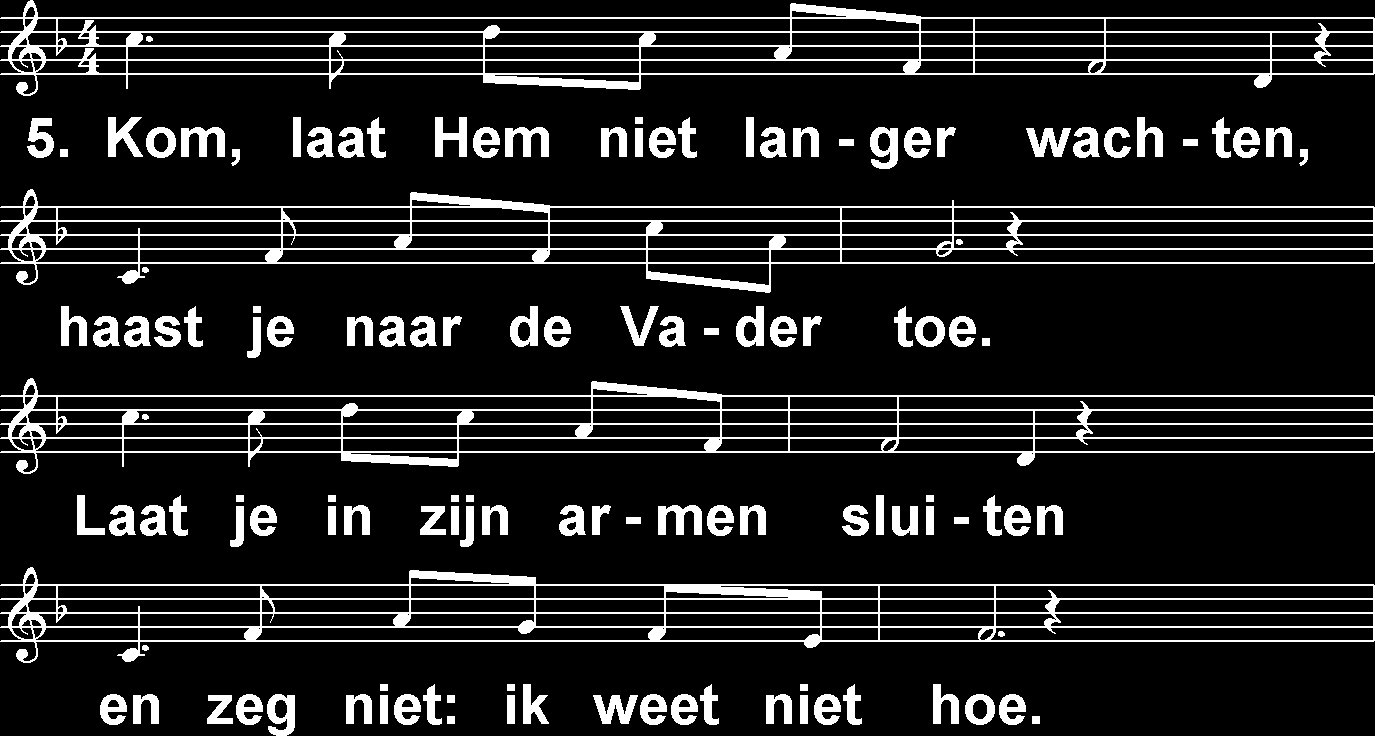 5. Kom, laat Hem niet lan - ger wach - ten,
haast je naar de Va - der toe.
Laat je in zijn ar - men slui - ten
en zeg niet: ik weet niet hoe.